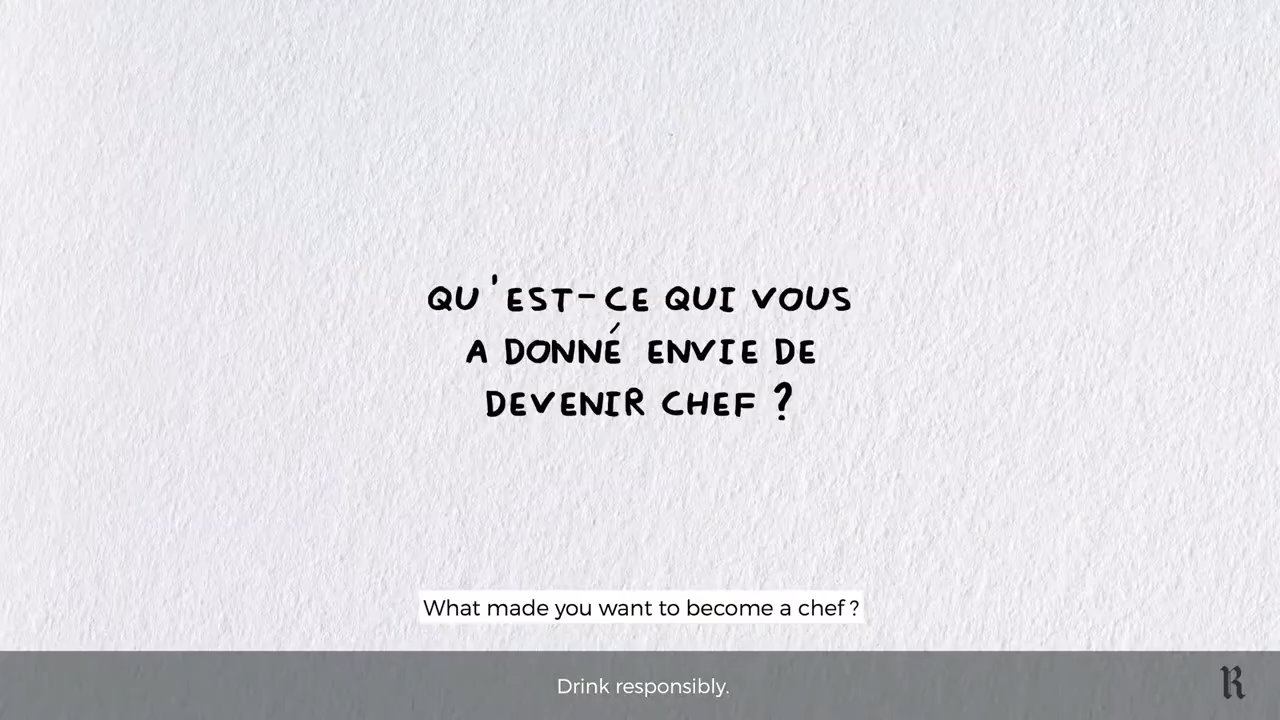 QU'EST-CE QUI VOUS
A DONNÉ ENVIE DE
DEVENIR CHEF ?
What made you want to become a chef ?
Drink responsibly.
R